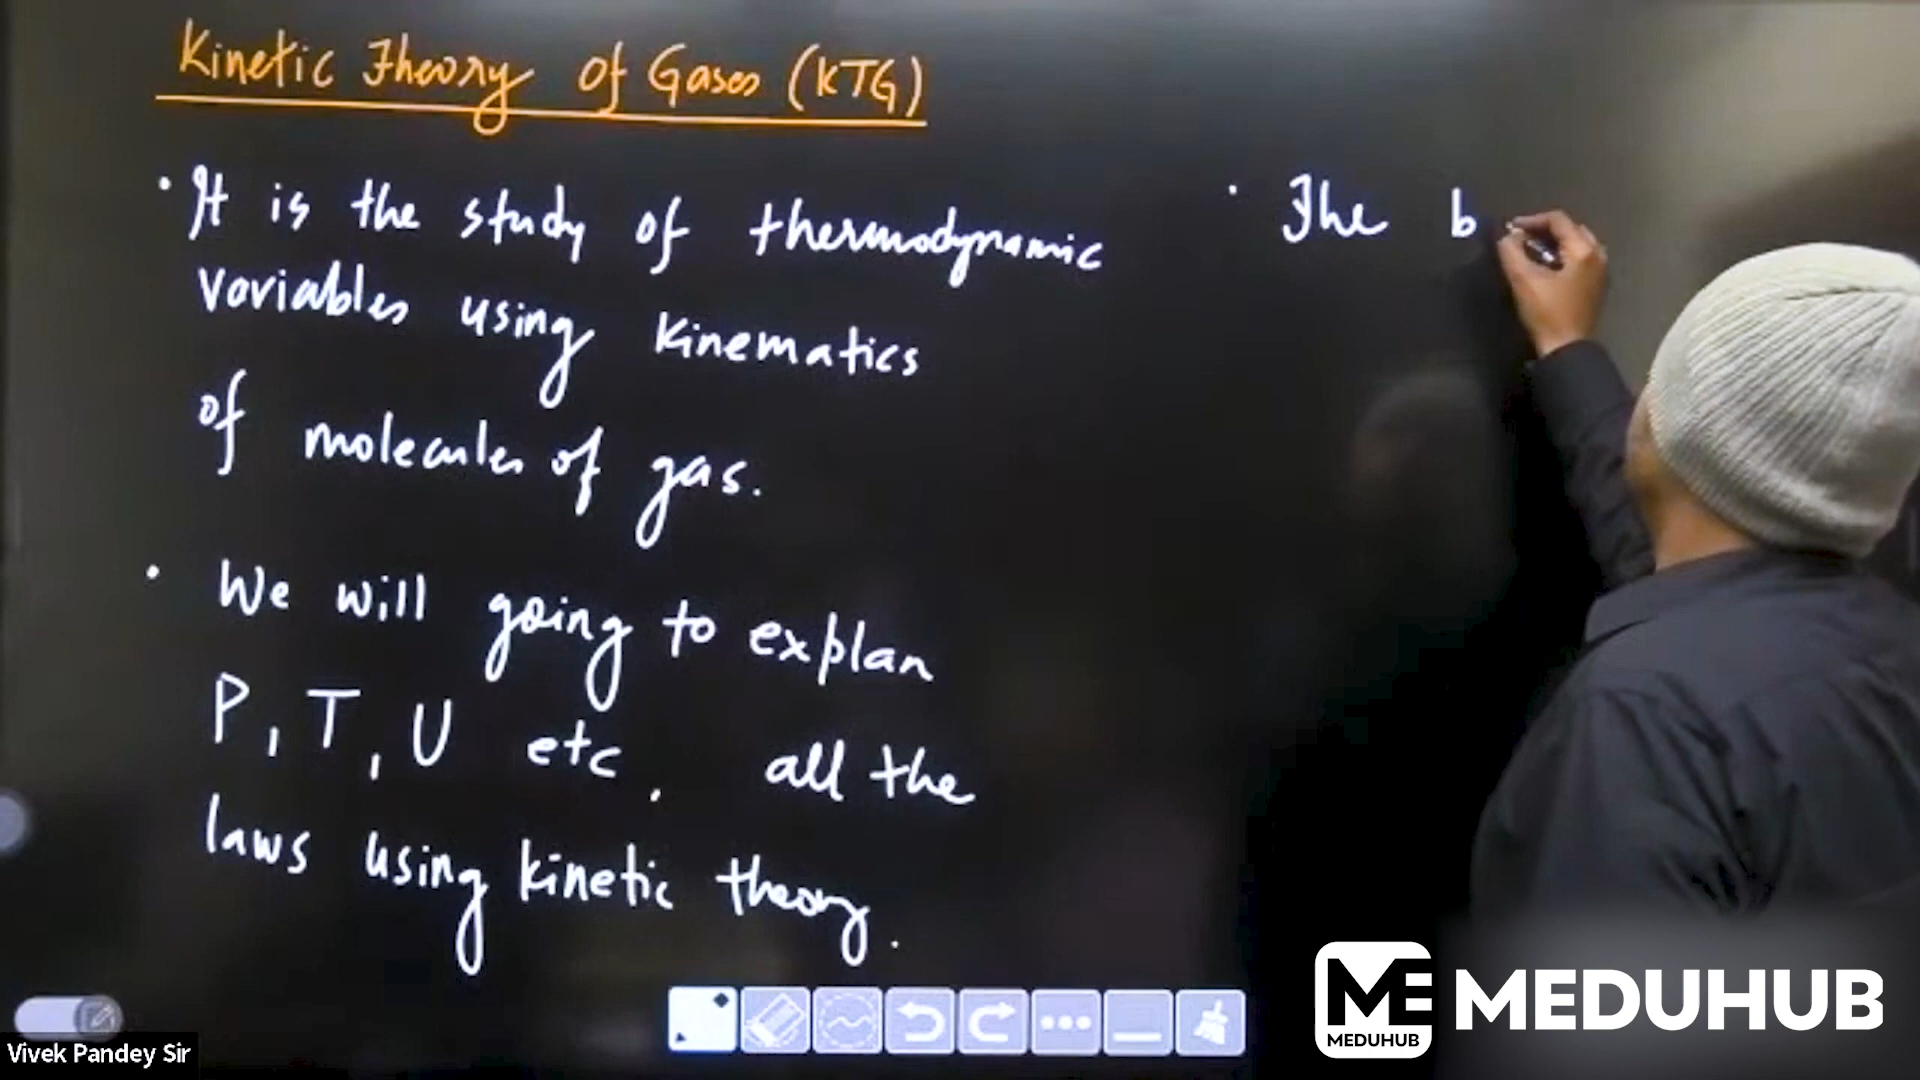 Kinetic Theory of Gases (KTG)
• It is the study of thermodynamic
variables using kinematics
of molecules of gas.
• We will going to explan
P, T, U etc, all the
laws using kinetic theory.
• The b
Vivek Pandey Sir
ME
MEDUHUB
MEDUHUB